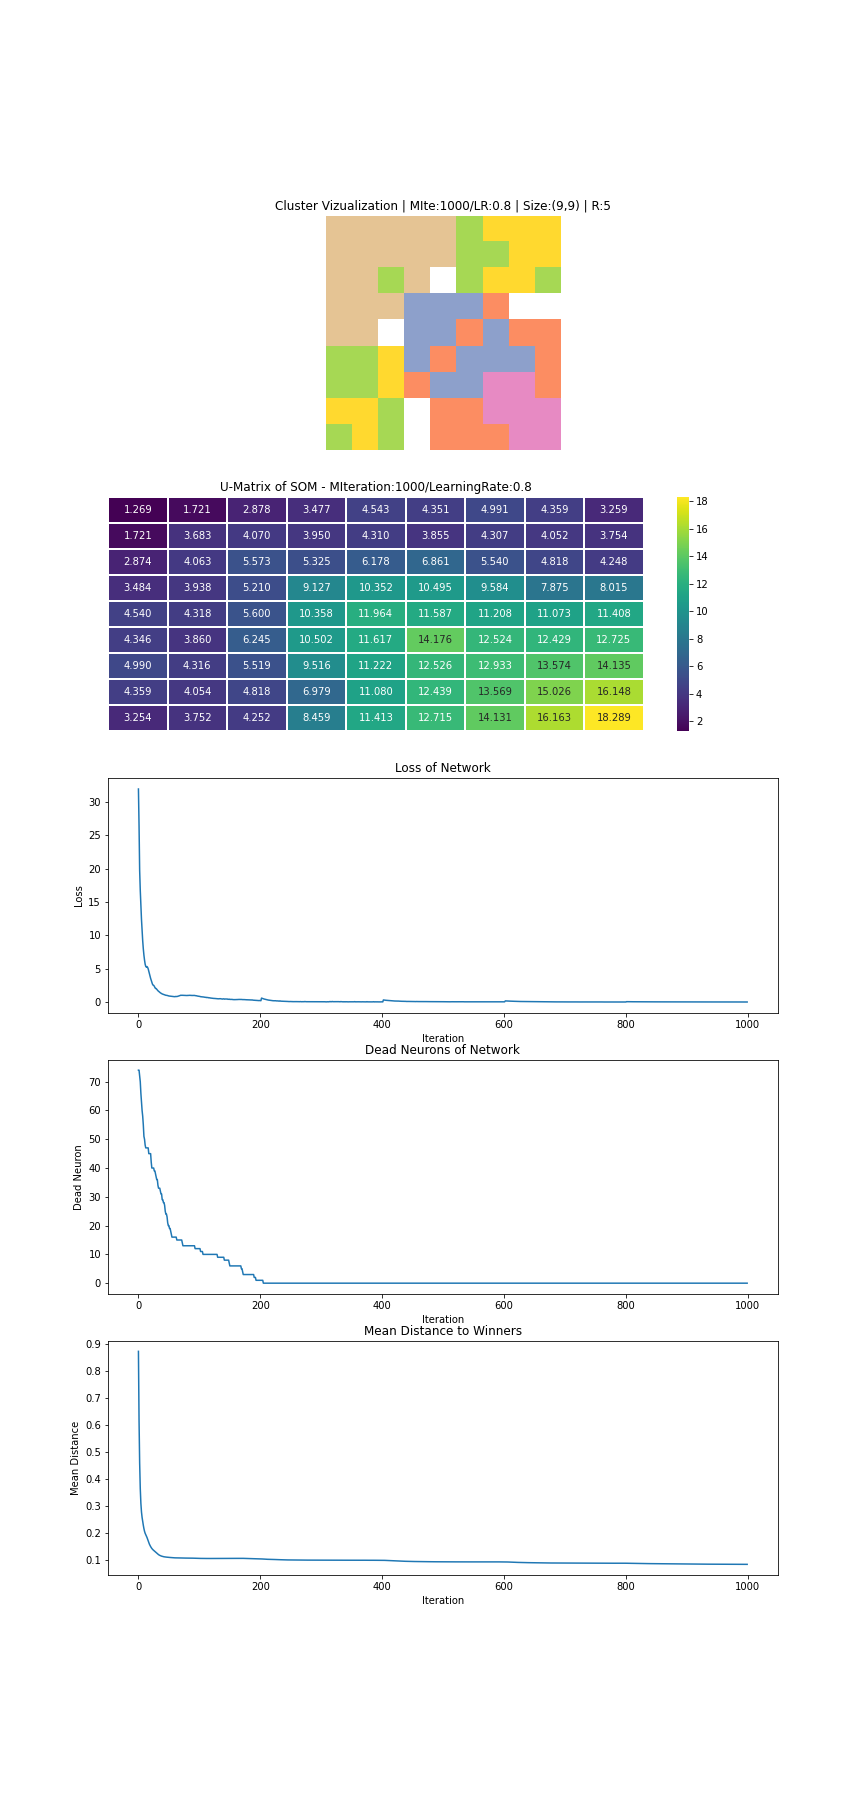 Cluster Vizualization | MIte:1000/LR:0.8 | Size:(9,9) | R:5
U-Matrix of SOM - MIteration:1000/LearningRate:0.8
1.269 1.721 2.878 3.477 4.543 4.351 4.991 4.359 3.259
1.721 3.683 4.070 3.950 4.310 3.855 4.307 4.052 3.754
2.874 4.063 5.573 5.325 6.178 6.861 5.540 4.818 4.248
3.484 3.938 5.210 9.127 10.352 10.495 9.584 7.875 8.015
4.540 4.318 5.600 10.358 11.964 11.587 11.208 11.073 11.408
4.346 3.860 6.245 10.502 11.617 14.176 12.524 12.429 12.725
4.990 4.316 5.519 9.516 11.222 12.526 12.933 13.574 14.135
4.359 4.054 4.818 6.979 11.080 12.439 13.569 15.026 16.148
3.254 3.752 4.252 8.459 11.413 12.715 14.131 16.163 18.289
18
16
14
12
10
8
6
4
2
Loss of Network
Loss
30
25
20
15
10
5
0
0 200 400 600 800 1000
Iteration
Dead Neurons of Network
Dead Neuron
70
60
50
40
30
20
10
0
0 200 400 600 800 1000
Iteration
Mean Distance to Winners
Mean Distance
0.9
0.8
0.7
0.6
0.5
0.4
0.3
0.2
0.1
0 200 400 600 800 1000
Iteration